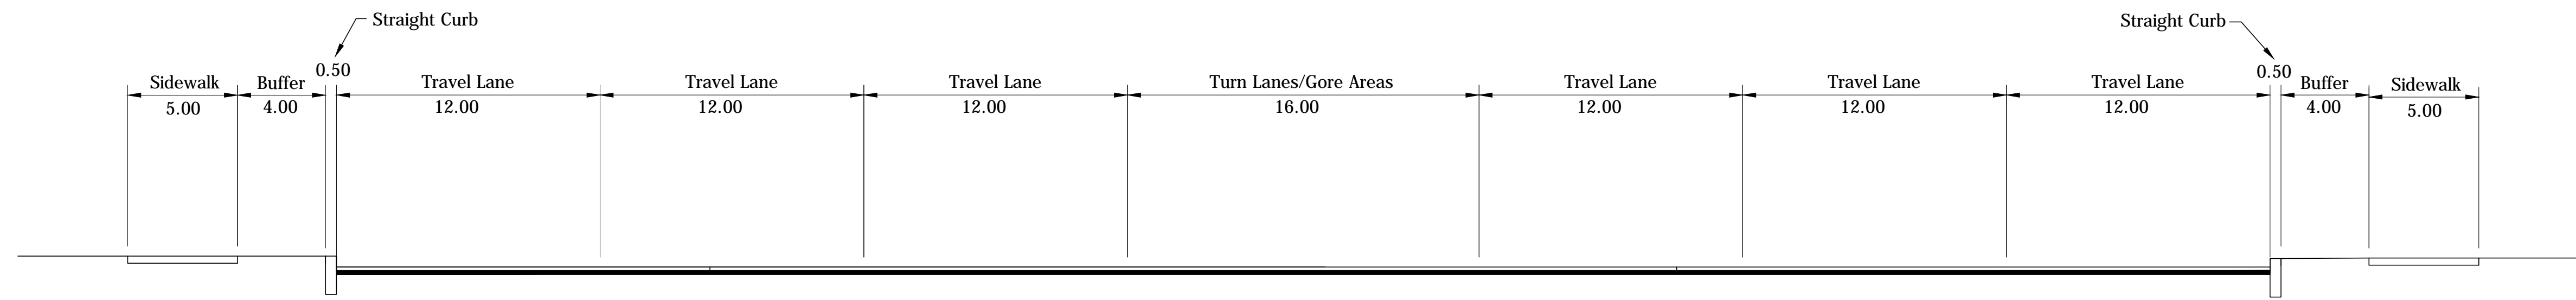 Straight Curb
Straight Curb
0.50
0.50
Sidewalk
Buffer
Travel Lane
Travel Lane
Travel Lane
Turn Lanes/Gore Areas
Travel Lane
Travel Lane
Travel Lane
Buffer
Sidewalk
5.00
4.00
12.00
12.00
12.00
16.00
12.00
12.00
12.00
4.00
5.00